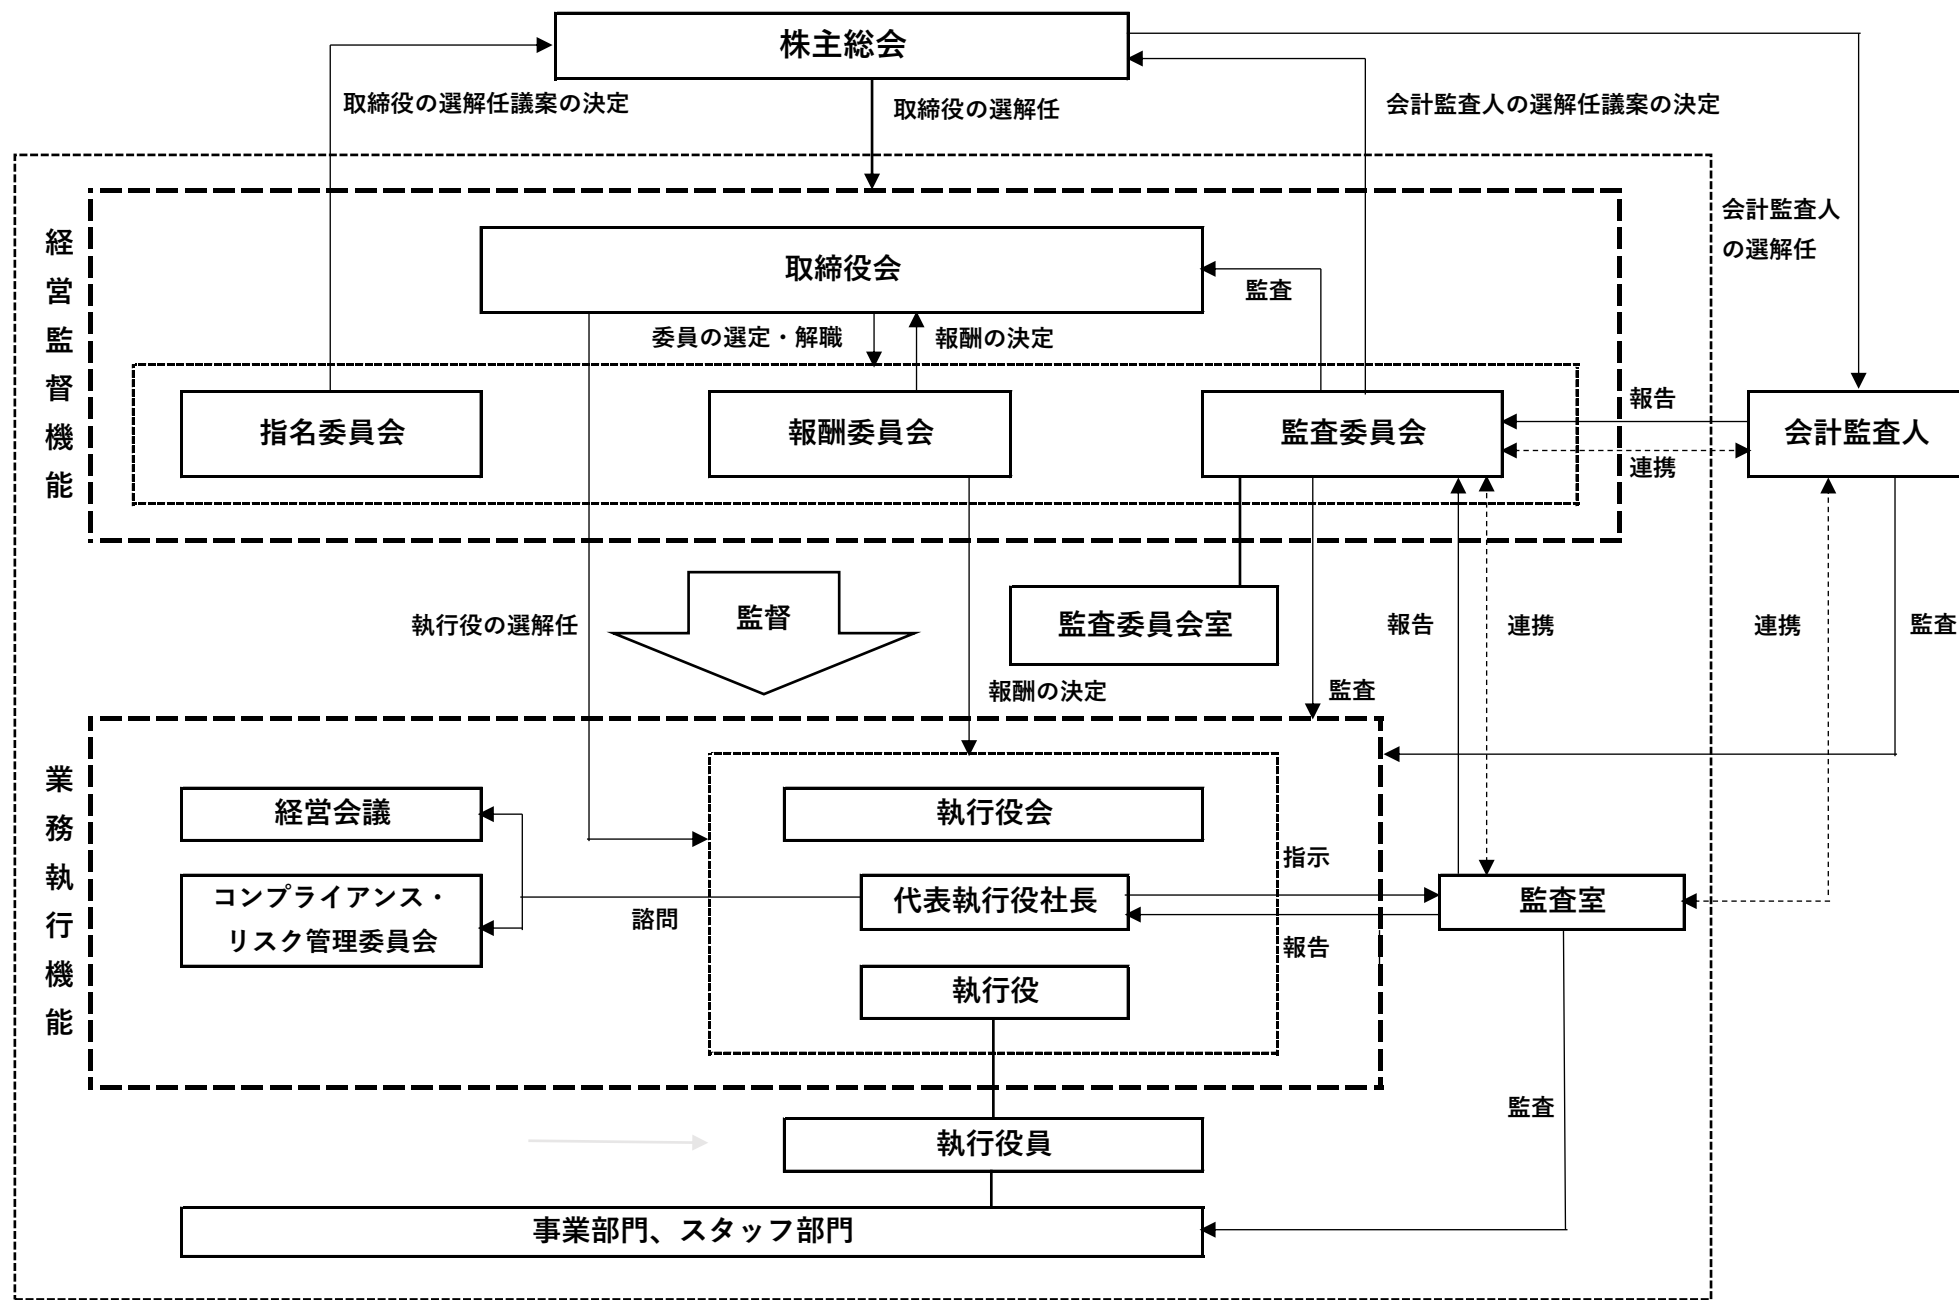 株主総会
取締役の選解任議案の決定
取締役の選解任
会計監査人の選解任議案の決定
会計監査人
の選解任
経営監督機能
取締役会
監査
委員の選定・解職
報酬の決定
指名委員会
報酬委員会
監査委員会
報告
連携
会計監査人
執行役の選解任
監督
監査委員会室
報告
連携
連携
監査
報酬の決定
監査
業務執行機能
経営会議
執行役会
指示
コンプライアンス・
リスク管理委員会
諮問
代表執行役社長
監査室
報告
執行役
監査
執行役員
事業部門、スタッフ部門